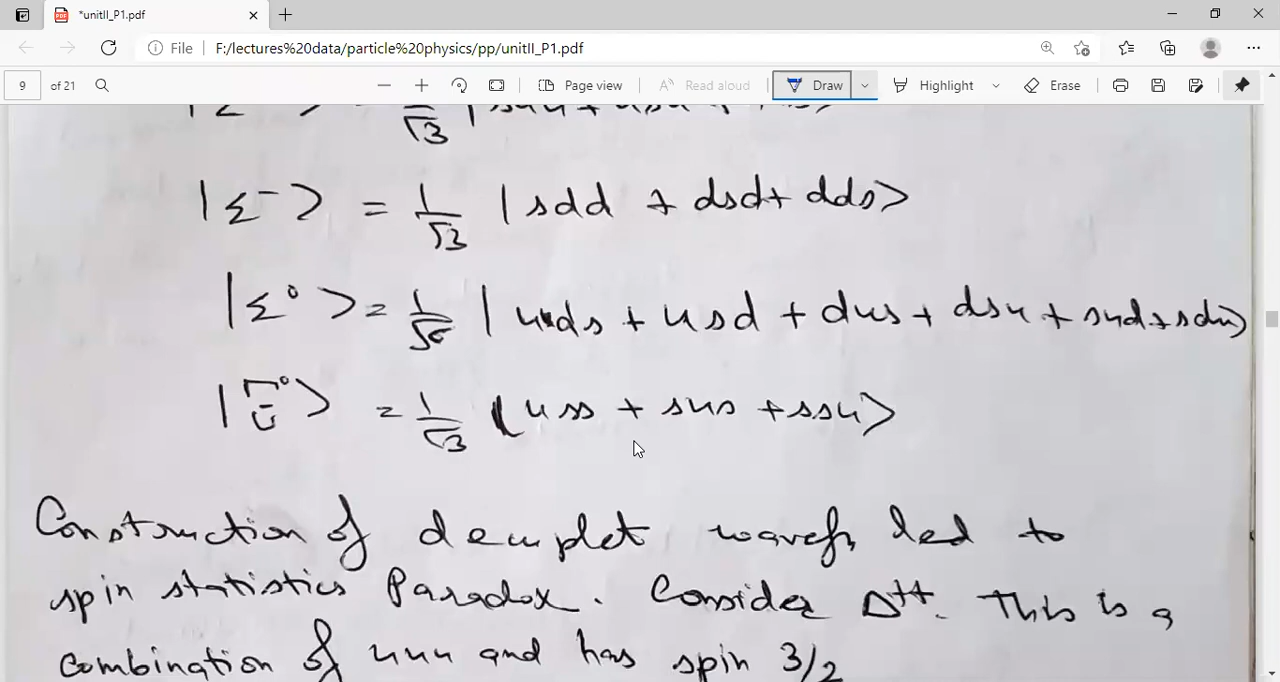 *unitII_P1.pdf
File F:/lectures%20data/particle%20physics/pp/unitII_P1.pdf
9 of 21 Page view Read aloud Draw Highlight Erase
|Σ⁻> = 1/√3 | sdd + dsd + dds>
|Σ⁰> = 1/√6 | uds + usd + dus + dsu + sud + sdu>
|Ξ⁰> = 1/√3 (uss + sus + ssu>
Construction of decuplet wavefn led to
spin statistics Paradox. Consider Δ⁺⁺. This is a
combination of uuu and has spin 3/2